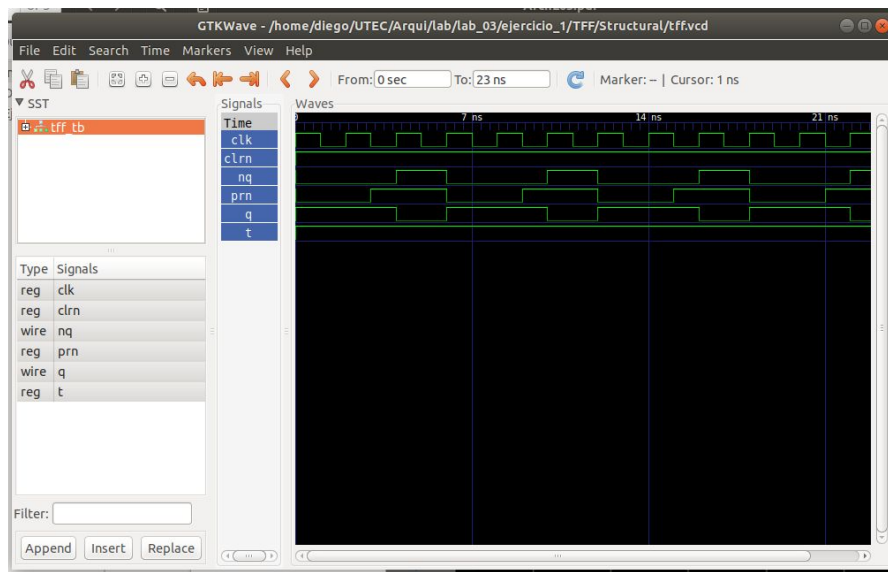 GTKWave - /home/diego/UTEC/Arqui/lab/lab_03/ejercicio_1/TFF/Structural/tff.vcd
File Edit Search Time Markers View Help
From: 0 sec To: 23 ns Marker: -- | Cursor: 1 ns
SST
tff_tb
Type Signals
reg clk
reg clrn
wire nq
reg prn
wire q
reg t
Filter:
Append Insert Replace
Signals
Time
clk
clrn
nq
prn
q
t
Waves
7 ns 14 ns 21 ns